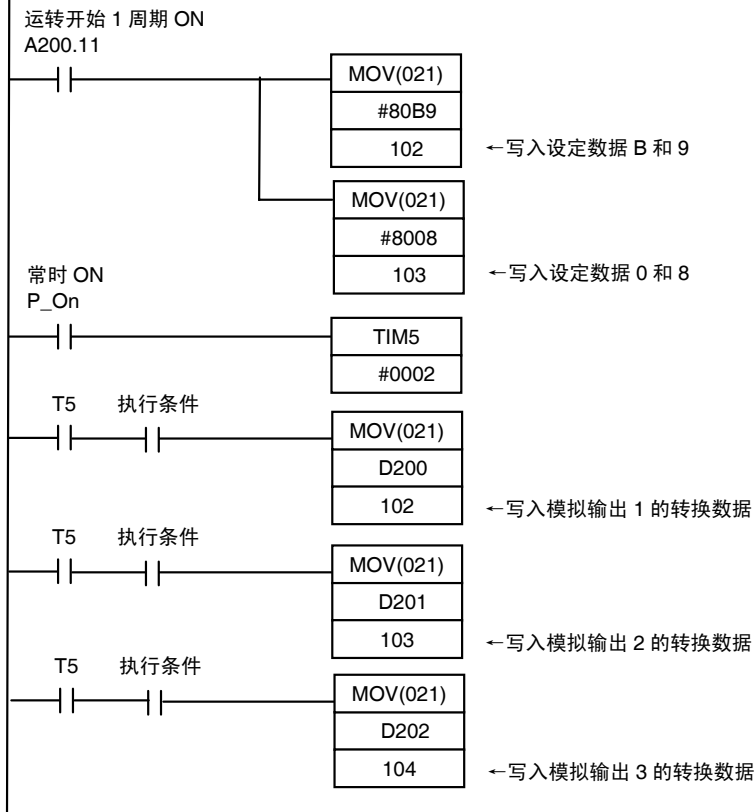 运转开始 1 周期 ON
A200.11
MOV(021)
#80B9
102 ←写入设定数据 B 和 9
MOV(021)
#8008
103 ←写入设定数据 0 和 8
常时 ON
P_On
TIM5
#0002
T5 执行条件
MOV(021)
D200
102 ←写入模拟输出 1 的转换数据
T5 执行条件
MOV(021)
D201
103 ←写入模拟输出 2 的转换数据
T5 执行条件
MOV(021)
D202
104 ←写入模拟输出 3 的转换数据